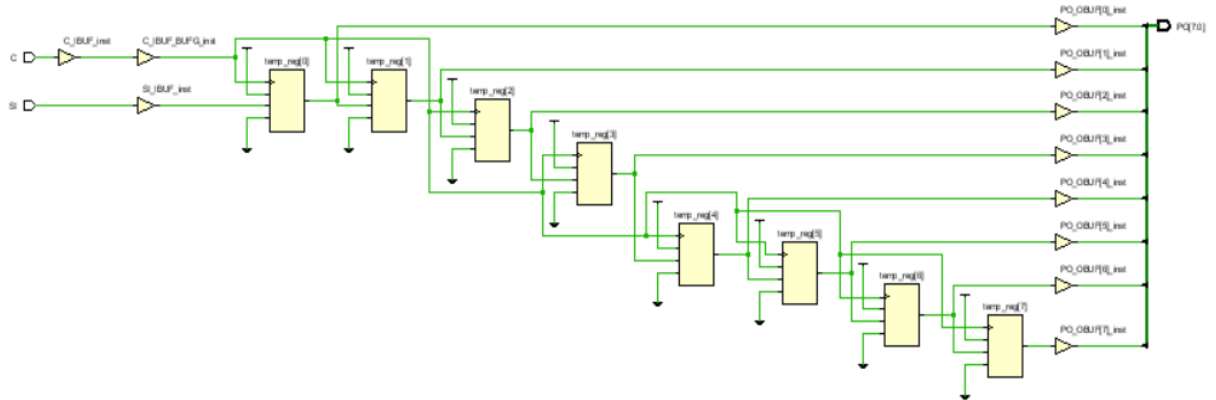 PO_OBUF[0]_inst
PO[7:0]
C_IBUF_inst
C_IBUF_BUFG_inst
C
PO_OBUF[1]_inst
temp_reg[0]
temp_reg[1]
SI_IBUF_inst
temp_reg[2]
PO_OBUF[2]_inst
SI
temp_reg[3]
PO_OBUF[3]_inst
PO_OBUF[4]_inst
temp_reg[4]
temp_reg[5]
PO_OBUF[5]_inst
PO_OBUF[6]_inst
temp_reg[6]
temp_reg[7]
PO_OBUF[7]_inst